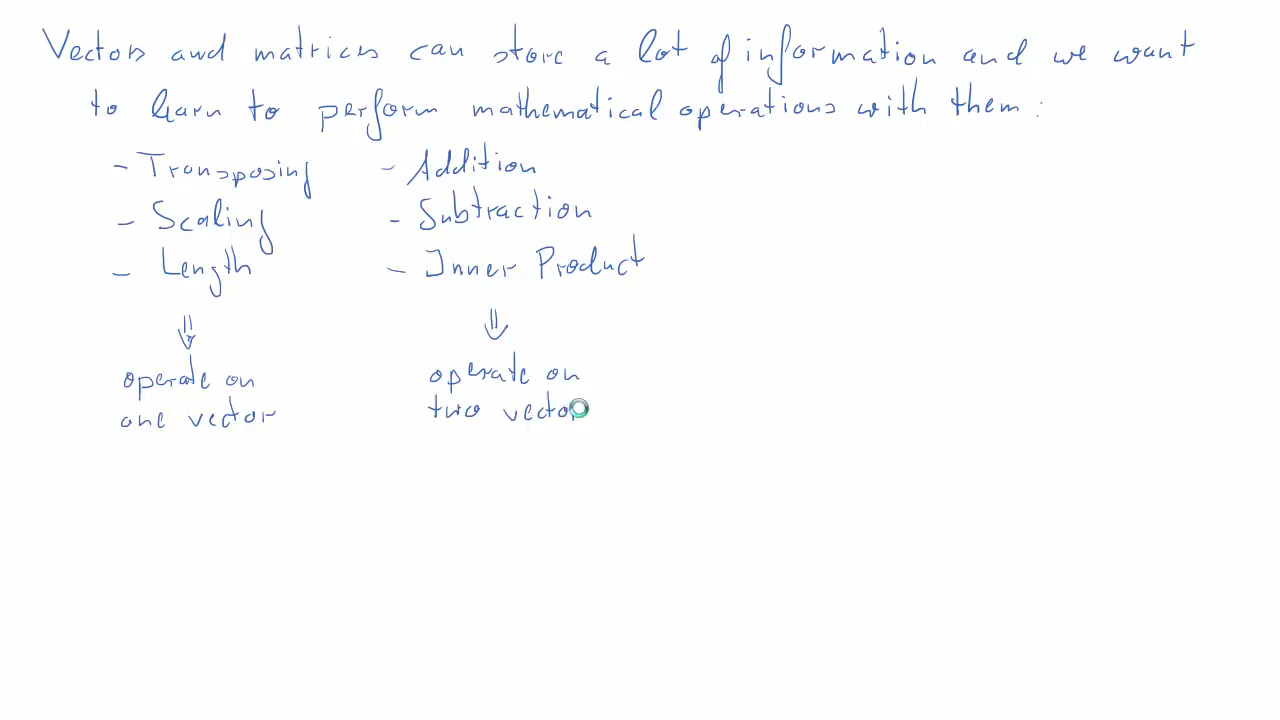 Vectors and matrices can store a lot of information and we want
to learn to perform mathematical operations with them:
- Transposing - Addition
- Scaling - Subtraction
- Length - Inner Product
⇓ ⇓
operate on operate on
one vector two vector